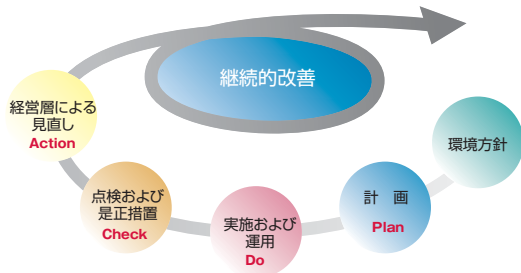 継続的改善
経営層による
見直し
Action
点検および
是正措置
Check
実施および
運用
Do
計　画
Plan
環境方針